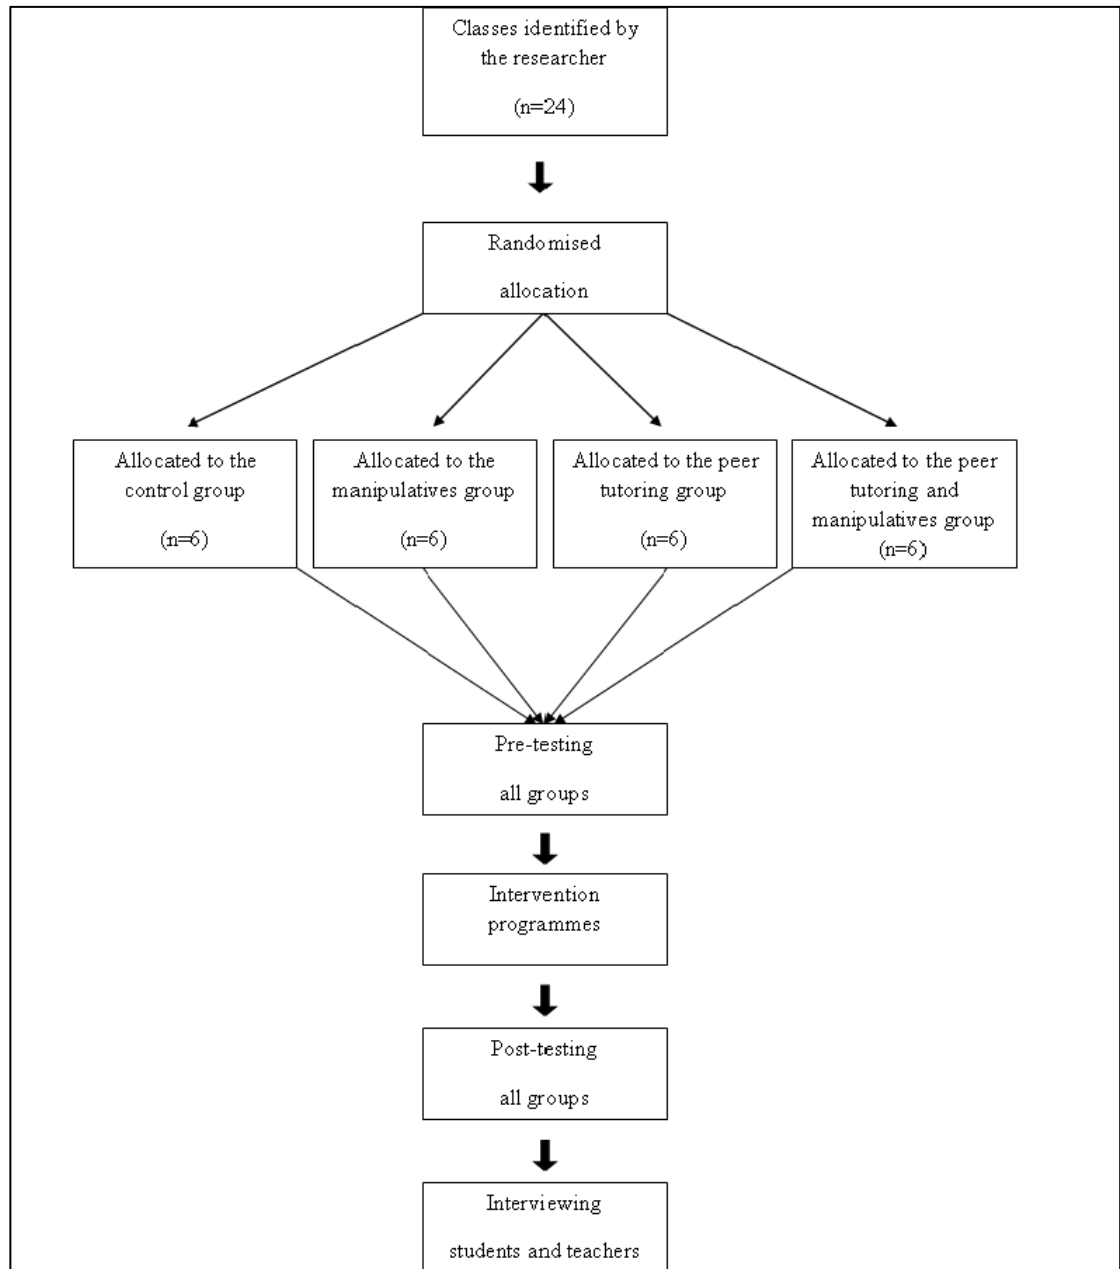 Classes identified by
the researcher
(n=24)
Randomised
allocation
Allocated to the
control group
(n=6)
Allocated to the
manipulatives group
(n=6)
Allocated to the peer
tutoring group
(n=6)
Allocated to the peer
tutoring and
manipulatives group
(n=6)
Pre-testing
all groups
Intervention
programmes
Post-testing
all groups
Interviewing
students and teachers